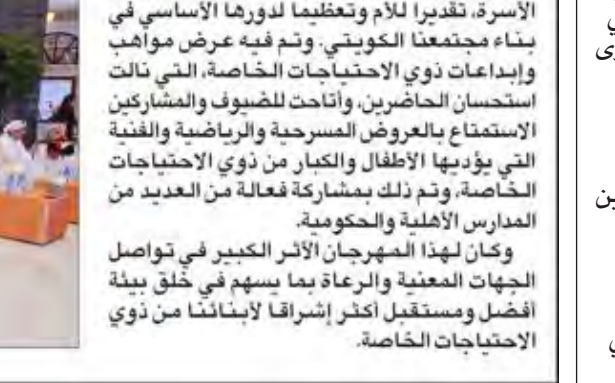 الأسرة، تقديرا للأم وتعظيما لدورها الأساسي في
بناء مجتمعنا الكويتي. وتم فيه عرض مواهب
وإبداعات ذوي الاحتياجات الخاصة، التي نالت
استحسان الحاضرين، وأتاحت للضيوف والمشاركين
الاستمتاع بالعروض المسرحية والرياضية والفنية
التي يؤديها الأطفال والكبار من ذوي الاحتياجات
الخاصة، وتم ذلك بمشاركة فعالة من العديد من
المدارس الأهلية والحكومية.
وكان لهذا المهرجان الأثر الكبير في تواصل
الجهات المعنية والرعاة بما يسهم في خلق بيئة
أفضل ومستقبل أكثر إشراقا لأبنائنا من ذوي
الاحتياجات الخاصة.